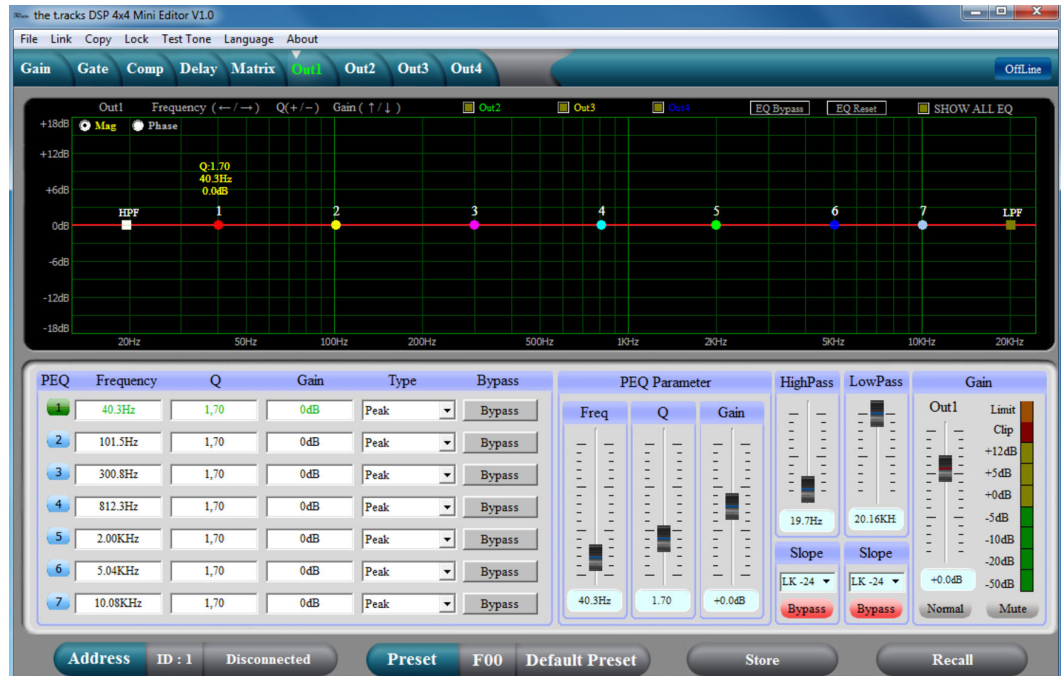 the t.racks DSP 4x4 Mini Editor V1.0
File Link Copy Lock Test Tone Language About
Gain Gate Comp Delay Matrix Out1 Out2 Out3 Out4 OffLine
Out1 Frequency (←/→) Q(+/−) Gain (↑/↓) Out2 Out3 Out4 EQ Bypass EQ Reset SHOW ALL EQ
+18dB Mag Phase
+12dB
Q:1.70
40.3Hz
+6dB 0.0dB
HPF 1 2 3 4 5 6 7 LPF
0dB
-6dB
-12dB
-18dB
20Hz 50Hz 100Hz 200Hz 500Hz 1KHz 2KHz 5KHz 10KHz 20KHz
PEQ Frequency Q Gain Type Bypass
1 40.3Hz 1,70 0dB Peak Bypass
2 101.5Hz 1,70 0dB Peak Bypass
3 300.8Hz 1,70 0dB Peak Bypass
4 812.3Hz 1,70 0dB Peak Bypass
5 2.00KHz 1,70 0dB Peak Bypass
6 5.04KHz 1,70 0dB Peak Bypass
7 10.08KHz 1,70 0dB Peak Bypass
PEQ Parameter
Freq Q Gain
40.3Hz 1.70 +0.0dB
HighPass LowPass
19.7Hz 20.16KH
Slope Slope
LK -24 LK -24
Bypass Bypass
Gain
Out1 Limit
Clip
+12dB
+5dB
+0dB
-5dB
-10dB
-20dB
+0.0dB -50dB
Normal Mute
Address ID : 1 Disconnected Preset F00 Default Preset Store Recall